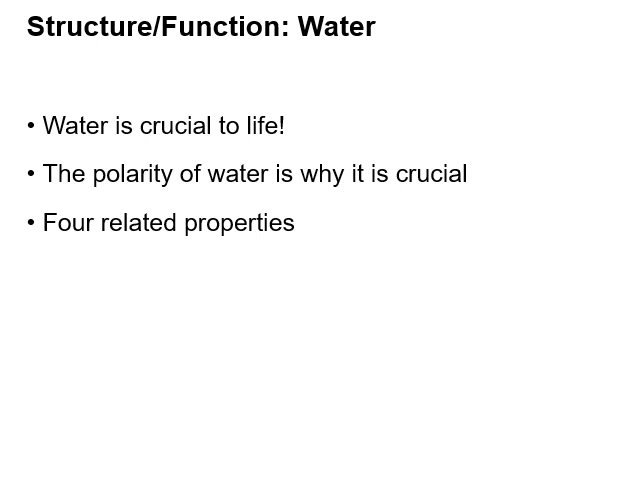 Structure/Function: Water
• Water is crucial to life!
• The polarity of water is why it is crucial
• Four related properties